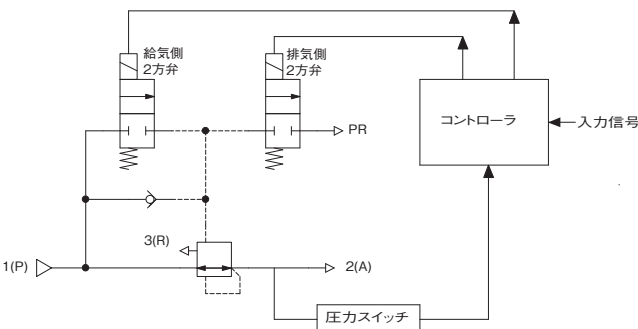 給気側
2方弁
排気側
2方弁
PR
コントローラ
入力信号
3(R)
1(P)
2(A)
圧力スイッチ